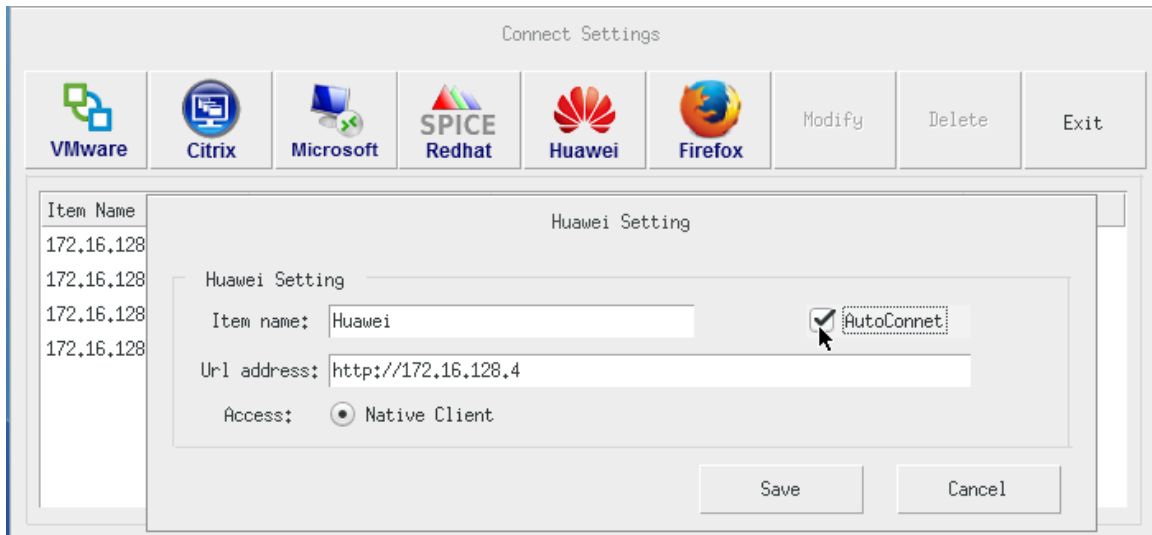 Connect Settings
VMware Citrix Microsoft SPICE Redhat Huawei Firefox Modify Delete Exit
Item Name
Huawei Setting
172.16.128
172.16.128
Huawei Setting
172.16.128
Item name: Huawei AutoConnet
172.16.128
Url address: http://172.16.128.4
Access: Native Client
Save Cancel